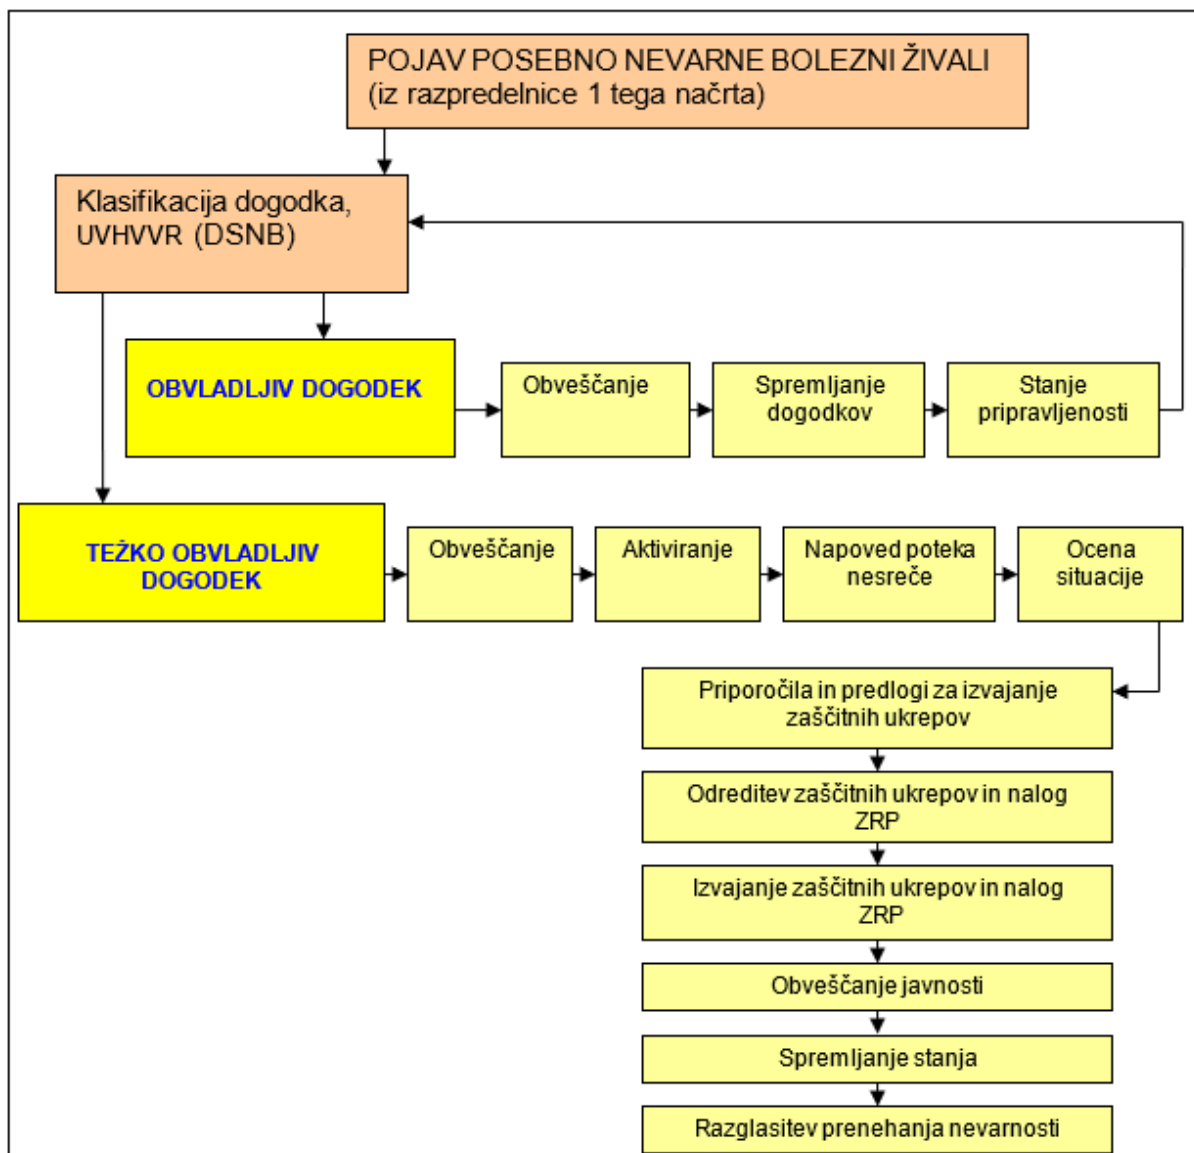 POJAV POSEBNO NEVARNE BOLEZNI ŽIVALI
(iz razpredelnice 1 tega načrta)
Klasifikacija dogodka,
UVHVVR (DSNB)
OBVLADLJIV DOGODEK
Obveščanje
Spremljanje
dogodkov
Stanje
pripravljenosti
TEŽKO OBVLADLJIV
DOGODEK
Obveščanje
Aktiviranje
Napoved poteka
nesreče
Ocena
situacije
Priporočila in predlogi za izvajanje
zaščitnih ukrepov
Odreditev zaščitnih ukrepov in nalog
ZRP
Izvajanje zaščitnih ukrepov in nalog
ZRP
Obveščanje javnosti
Spremljanje stanja
Razglasitev prenehanja nevarnosti